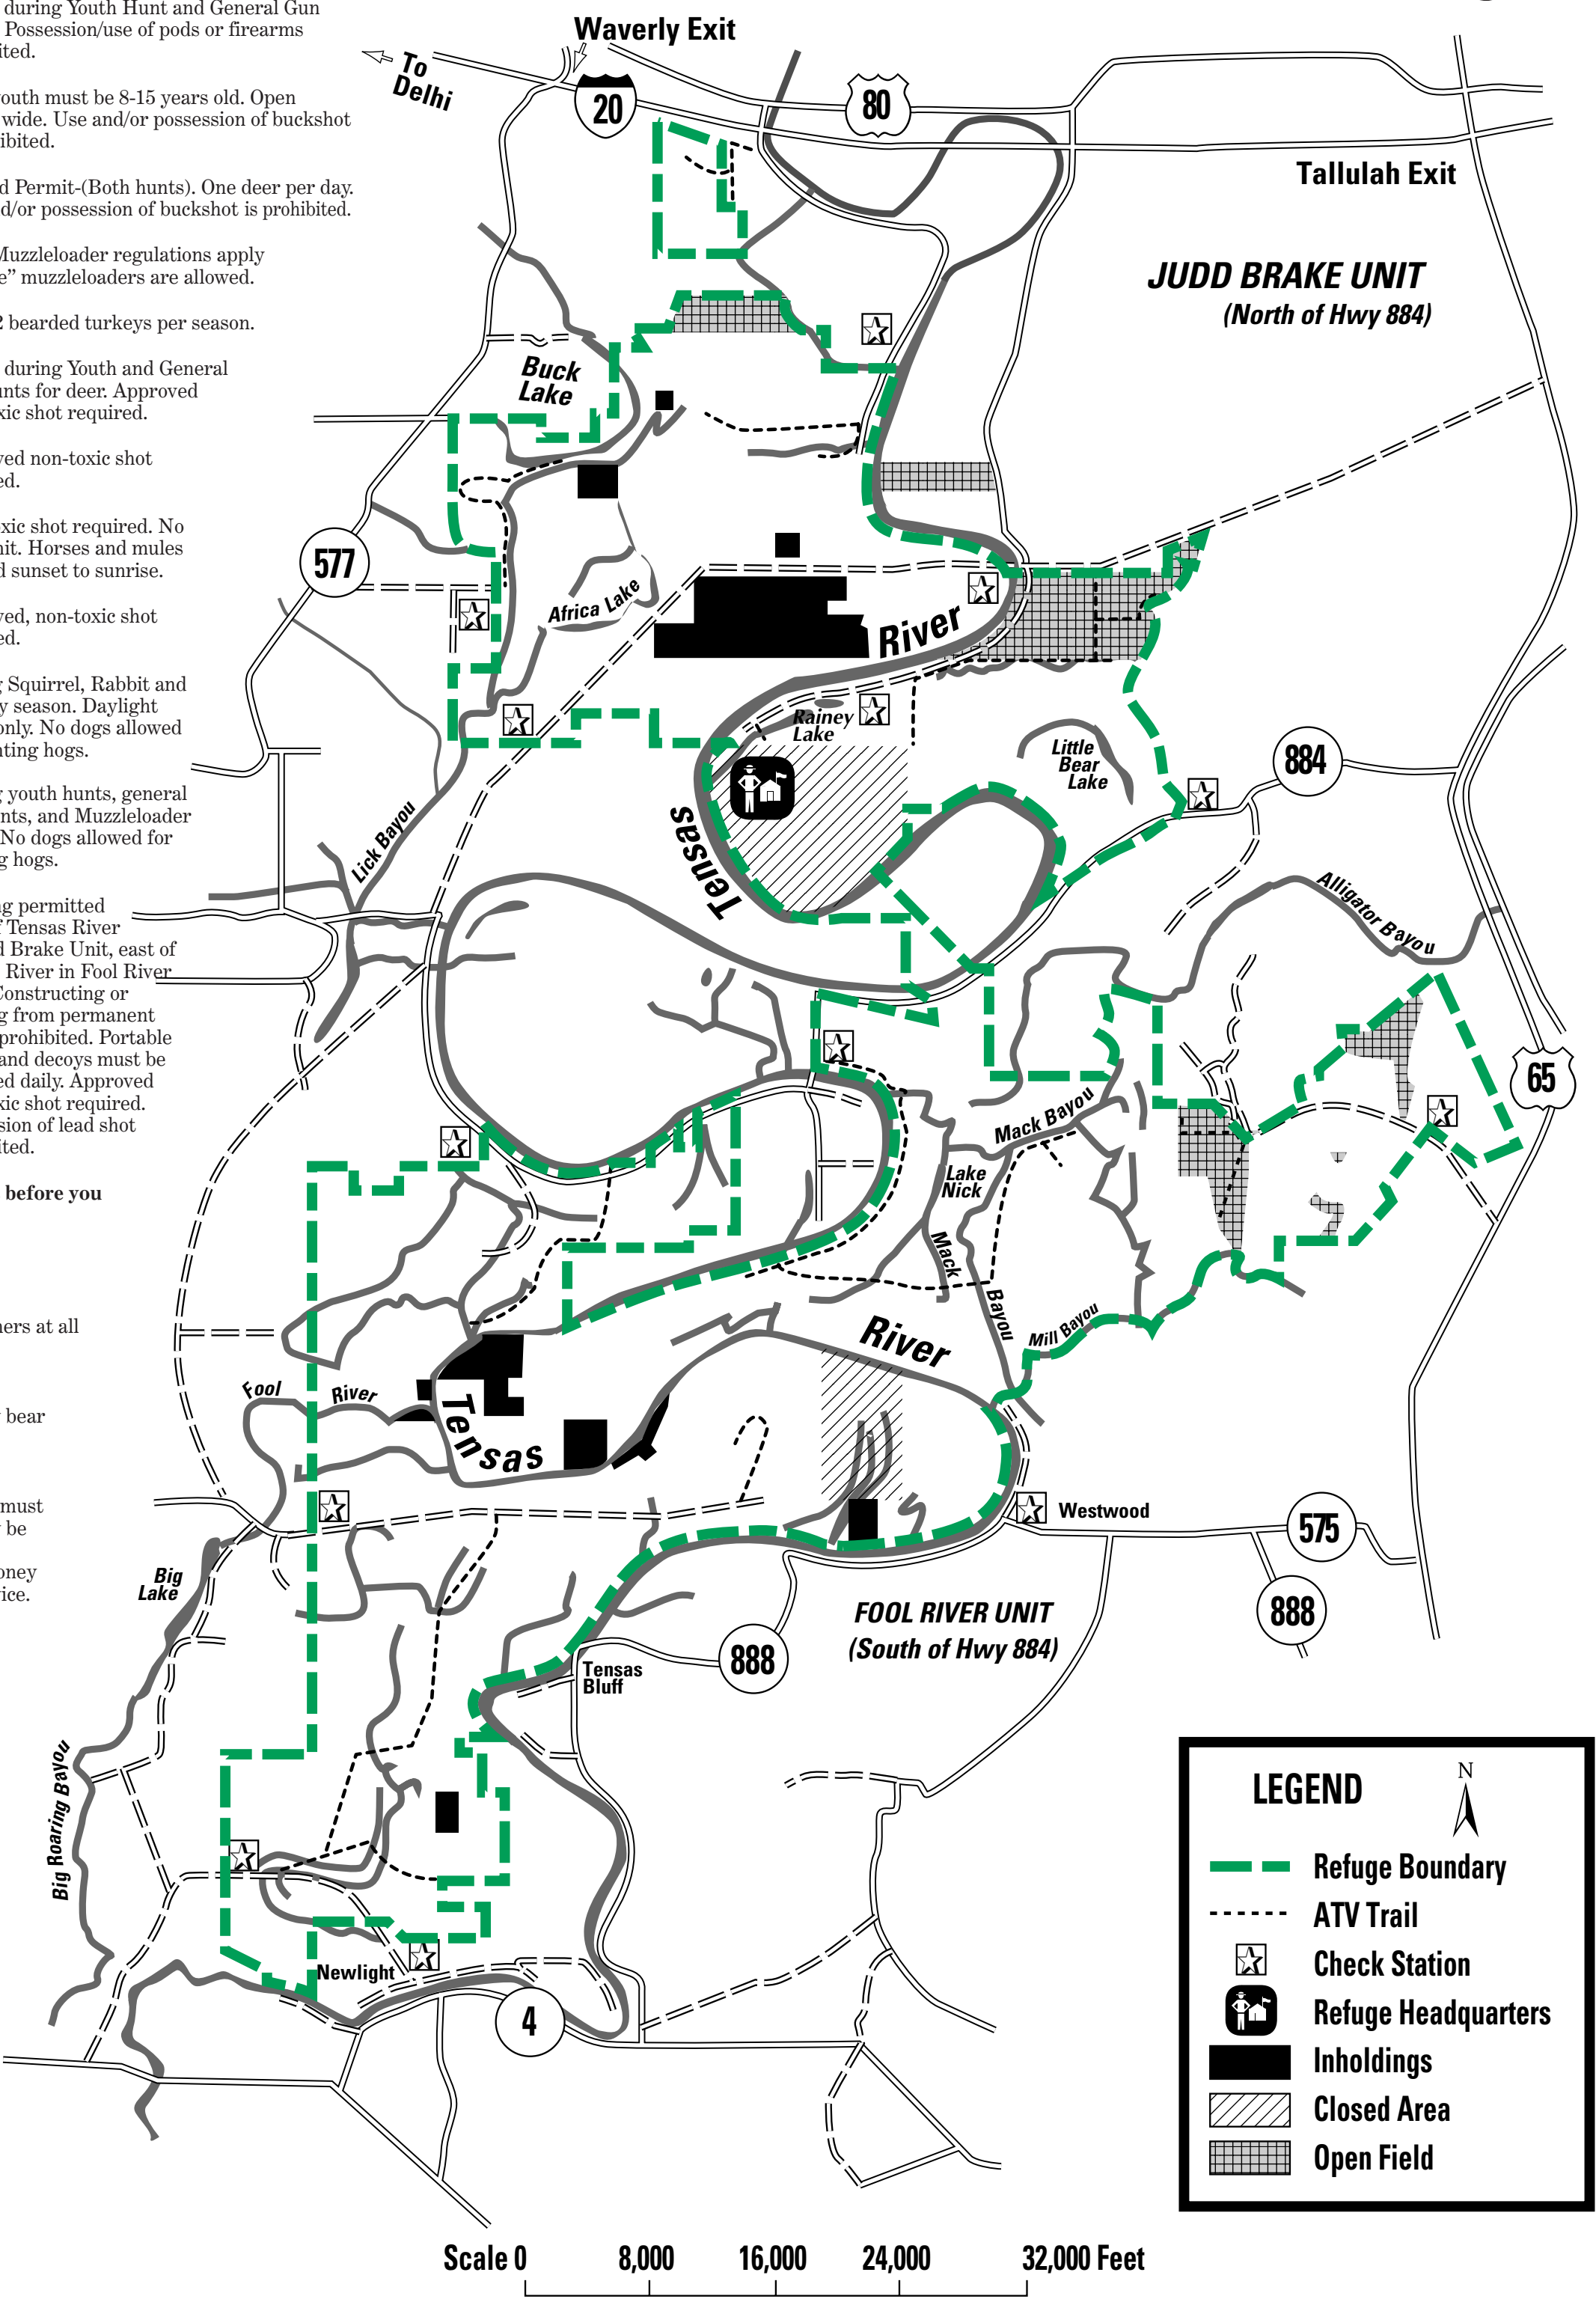 during Youth Hunt and General Gun
Possession/use of pods or firearms
ited.
outh must be 8-15 years old. Open
wide. Use and/or possession of buckshot
ibited.
d Permit-(Both hunts). One deer per day.
d/or possession of buckshot is prohibited.
Muzzleloader regulations apply
e” muzzleloaders are allowed.
2 bearded turkeys per season.
during Youth and General
unts for deer. Approved
xic shot required.
ved non-toxic shot
ed.
oxic shot required. No
mit. Horses and mules
d sunset to sunrise.
ved, non-toxic shot
ed.
g Squirrel, Rabbit and
y season. Daylight
only. No dogs allowed
nting hogs.
g youth hunts, general
nts, and Muzzleloader
No dogs allowed for
g hogs.
ng permitted
f Tensas River
d Brake Unit, east of
River in Fool River
Constructing or
g from permanent
prohibited. Portable
and decoys must be
ed daily. Approved
xic shot required.
sion of lead shot
ited.
before you
ners at all
bear
must
be
oney
vice.
Waverly Exit
To
Delhi
20
80
Tallulah Exit
JUDD BRAKE UNIT
(North of Hwy 884)
Buck
Lake
577
Africa Lake
River
Rainey
Lake
Little
Bear
Lake
884
Tensas
Lick Bayou
Alligator Bayou
65
Mack Bayou
Lake
Nick
Mack
Bayou
Mill Bayou
River
Fool
River
Tensas
Westwood
575
888
Big
Lake
FOOL RIVER UNIT
(South of Hwy 884)
888
Tensas
Bluff
Big Roaring Bayou
Newlight
4
LEGEND
N
Refuge Boundary
ATV Trail
Check Station
Refuge Headquarters
Inholdings
Closed Area
Open Field
Scale 0 8,000 16,000 24,000 32,000 Feet